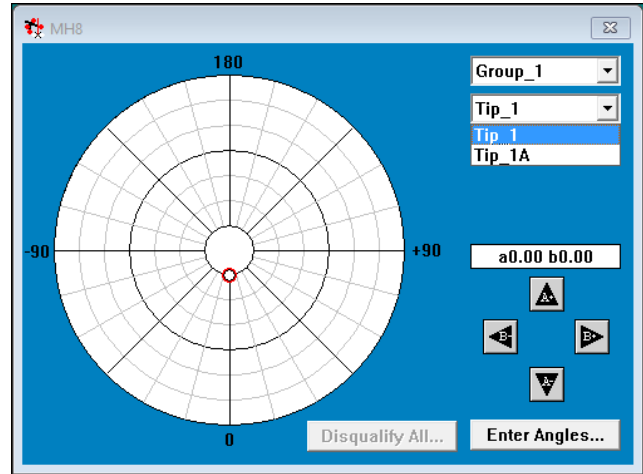 MH8
180
Group_1
Tip_1
Tip_1
Tip_1A
-90
+90
a0.00 b0.00
A+
B-
B+
A-
0
Disqualify All...
Enter Angles...